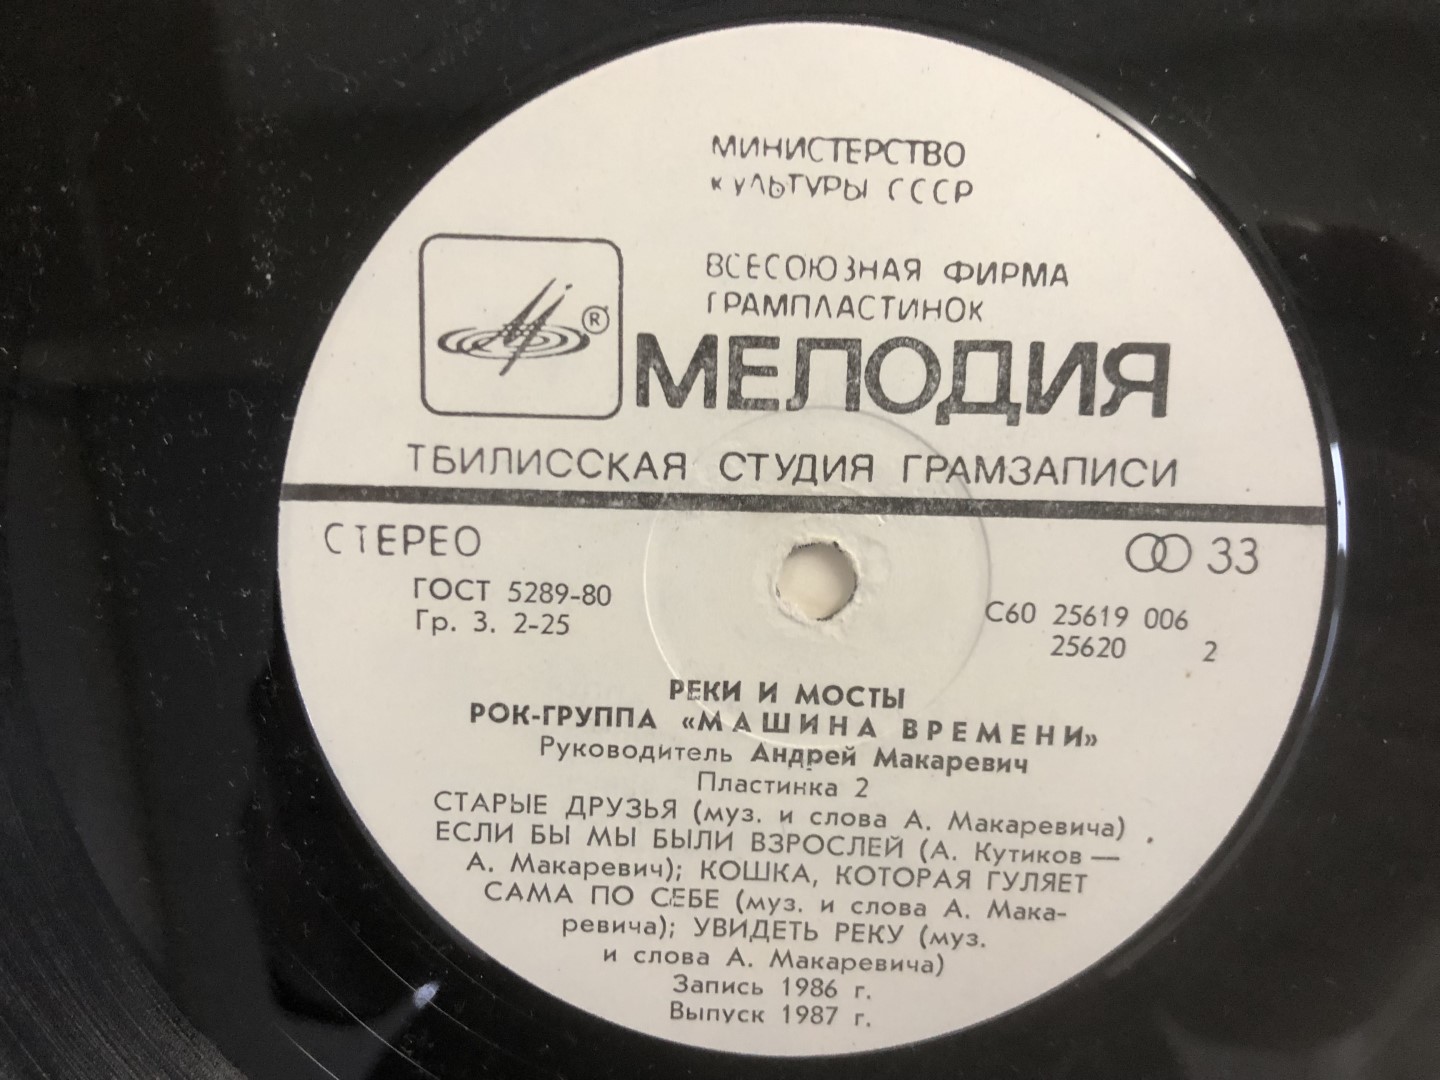 МИНИСТЕРСТВО
КУЛЬТУРЫ СССР
ВСЕСОЮЗНАЯ ФИРМА
ГРАМПЛАСТИНОК
®
МЕЛОДИЯ
ТБИЛИССКАЯ СТУДИЯ ГРАМЗАПИСИ
СТЕРЕО
33
ГОСТ 5289-80
Гр. 3. 2-25
С60 25619 006
25620 2
РЕКИ И МОСТЫ
РОК-ГРУППА «МАШИНА ВРЕМЕНИ»
Руководитель Андрей Макаревич
Пластинка 2
СТАРЫЕ ДРУЗЬЯ (муз. и слова А. Макаревича)
ЕСЛИ БЫ МЫ БЫЛИ ВЗРОСЛЕЙ (А. Кутиков —
А. Макаревич); КОШКА, КОТОРАЯ ГУЛЯЕТ
САМА ПО СЕБЕ (муз. и слова А. Мака-
ревича); УВИДЕТЬ РЕКУ (муз.
и слова А. Макаревича)
Запись 1986 г.
Выпуск 1987 г.